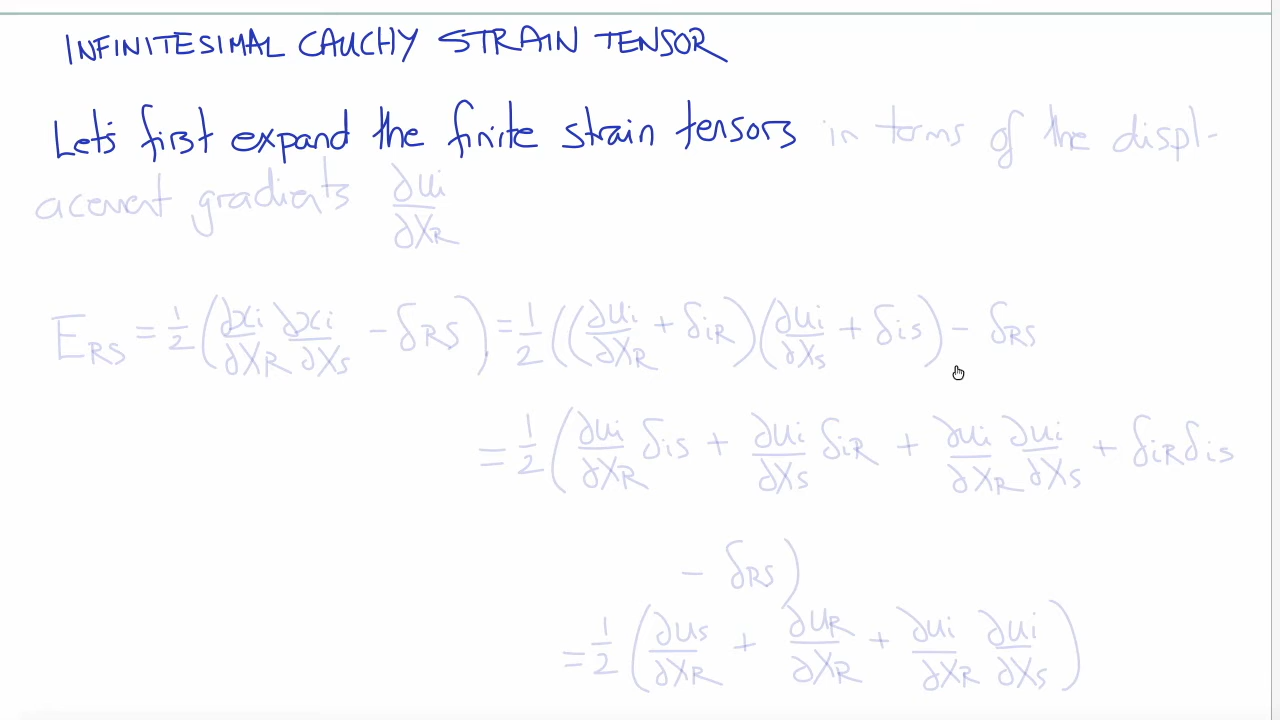 INFINITESIMAL CAUCHY STRAIN TENSOR
Let's first expand the finite strain tensors in terms of the displ-
acement gradients ∂ui/∂XR
ERS = 1/2 (∂xi/∂XR ∂xi/∂XS - δRS) = 1/2 ((∂ui/∂XR + δiR)(∂ui/∂XS + δis) - δRS
= 1/2 (∂ui/∂XR δis + ∂ui/∂XS δiR + ∂ui/∂XR ∂ui/∂XS + δiRδis
- δRS)
= 1/2 (∂us/∂XR + ∂UR/∂XR + ∂ui/∂XR ∂ui/∂XS)